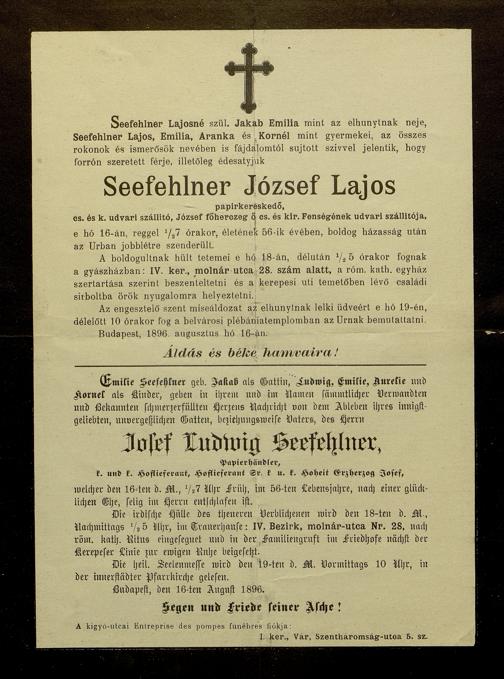 Seefehlner Lajosné szül. Jakab Emilia mint az elhunytnak neje,
Seefehlner Lajos, Emilia, Aranka és Kornél mint gyermekei, az összes
rokonok és ismerősök nevében is fájdalomtól sujtott szivvel jelentik, hogy
forrón szeretett férje, illetőleg édesatyjuk
Seefehlner József Lajos
papirkereskedő,
cs. és k. udvari szállitó, József főherczeg ő cs. és kir. Fenségének udvari szállitója,
e hó 16-án, reggel 1/2 7 órakor, életének 56-ik évében, boldog házasság után
az Urban jobblétre szenderült.
A boldogultnak hült tetemei e hó 18-án, délután 1/2 5 órakor fognak
a gyászházban: IV. ker., molnár-utcza 28. szám alatt, a róm. kath. egyház
szertartása szerint beszenteltetni és a kerepesi uti temetőben lévő családi
sirboltba örök nyugalomra helyeztetni.
Az engesztelő szent miseáldozat az elhunytnak lelki üdveért e hó 19-én,
délelőtt 10 órakor fog a belvárosi plébániatemplomban az Urnak bemutattatni.
Budapest, 1896. augusztus hó 16-án.
Áldás és béke hamvaira!
Emilie Seefehlner geb. Jakab als Gattin, Ludwig, Emilie, Aurelie und
Kornel als Kinder, geben in ihrem und im Namen sämmtlicher Verwandten
und Bekannten schmerzerfüllten Herzens Nachricht von dem Ableben ihres innigst-
geliebten, unvergeßlichen Gatten, beziehungsweise Vaters, des Herrn
Josef Ludwig Seefehlner,
Papierhändler,
k. und k. Hoflieferant, Hoflieferant Sr. k. u. k. Hoheit Erzherzog Josef,
welcher den 16-ten d. M., 1/2 7 Uhr Früh, im 56-ten Lebensjahre, nach einer glück-
lichen Ehe, selig im Herrn entschlafen ist.
Die irdische Hülle des theueren Verblichenen wird den 18-ten d. M.,
Nachmittags 1/2 5 Uhr, im Trauerhause: IV. Bezirk, molnár-utca Nr. 28, nach
röm. kath. Ritus eingesegnet und in der Familiengruft im Friedhofe nächst der
Kerepeser Linie zur ewigen Ruhe beigesetzt.
Die heil. Seelenmesse wird den 19-ten d. M. Vormittags 10 Uhr, in
der innerstädter Pfarrkirche gelesen.
Budapest, den 16-ten August 1896.
Segen und Friede seiner Asche!
A kigyó-utcai Entreprise des pompes funèbres fiókja:
I. ker., Vár, Szentháromság-utca 5. sz.